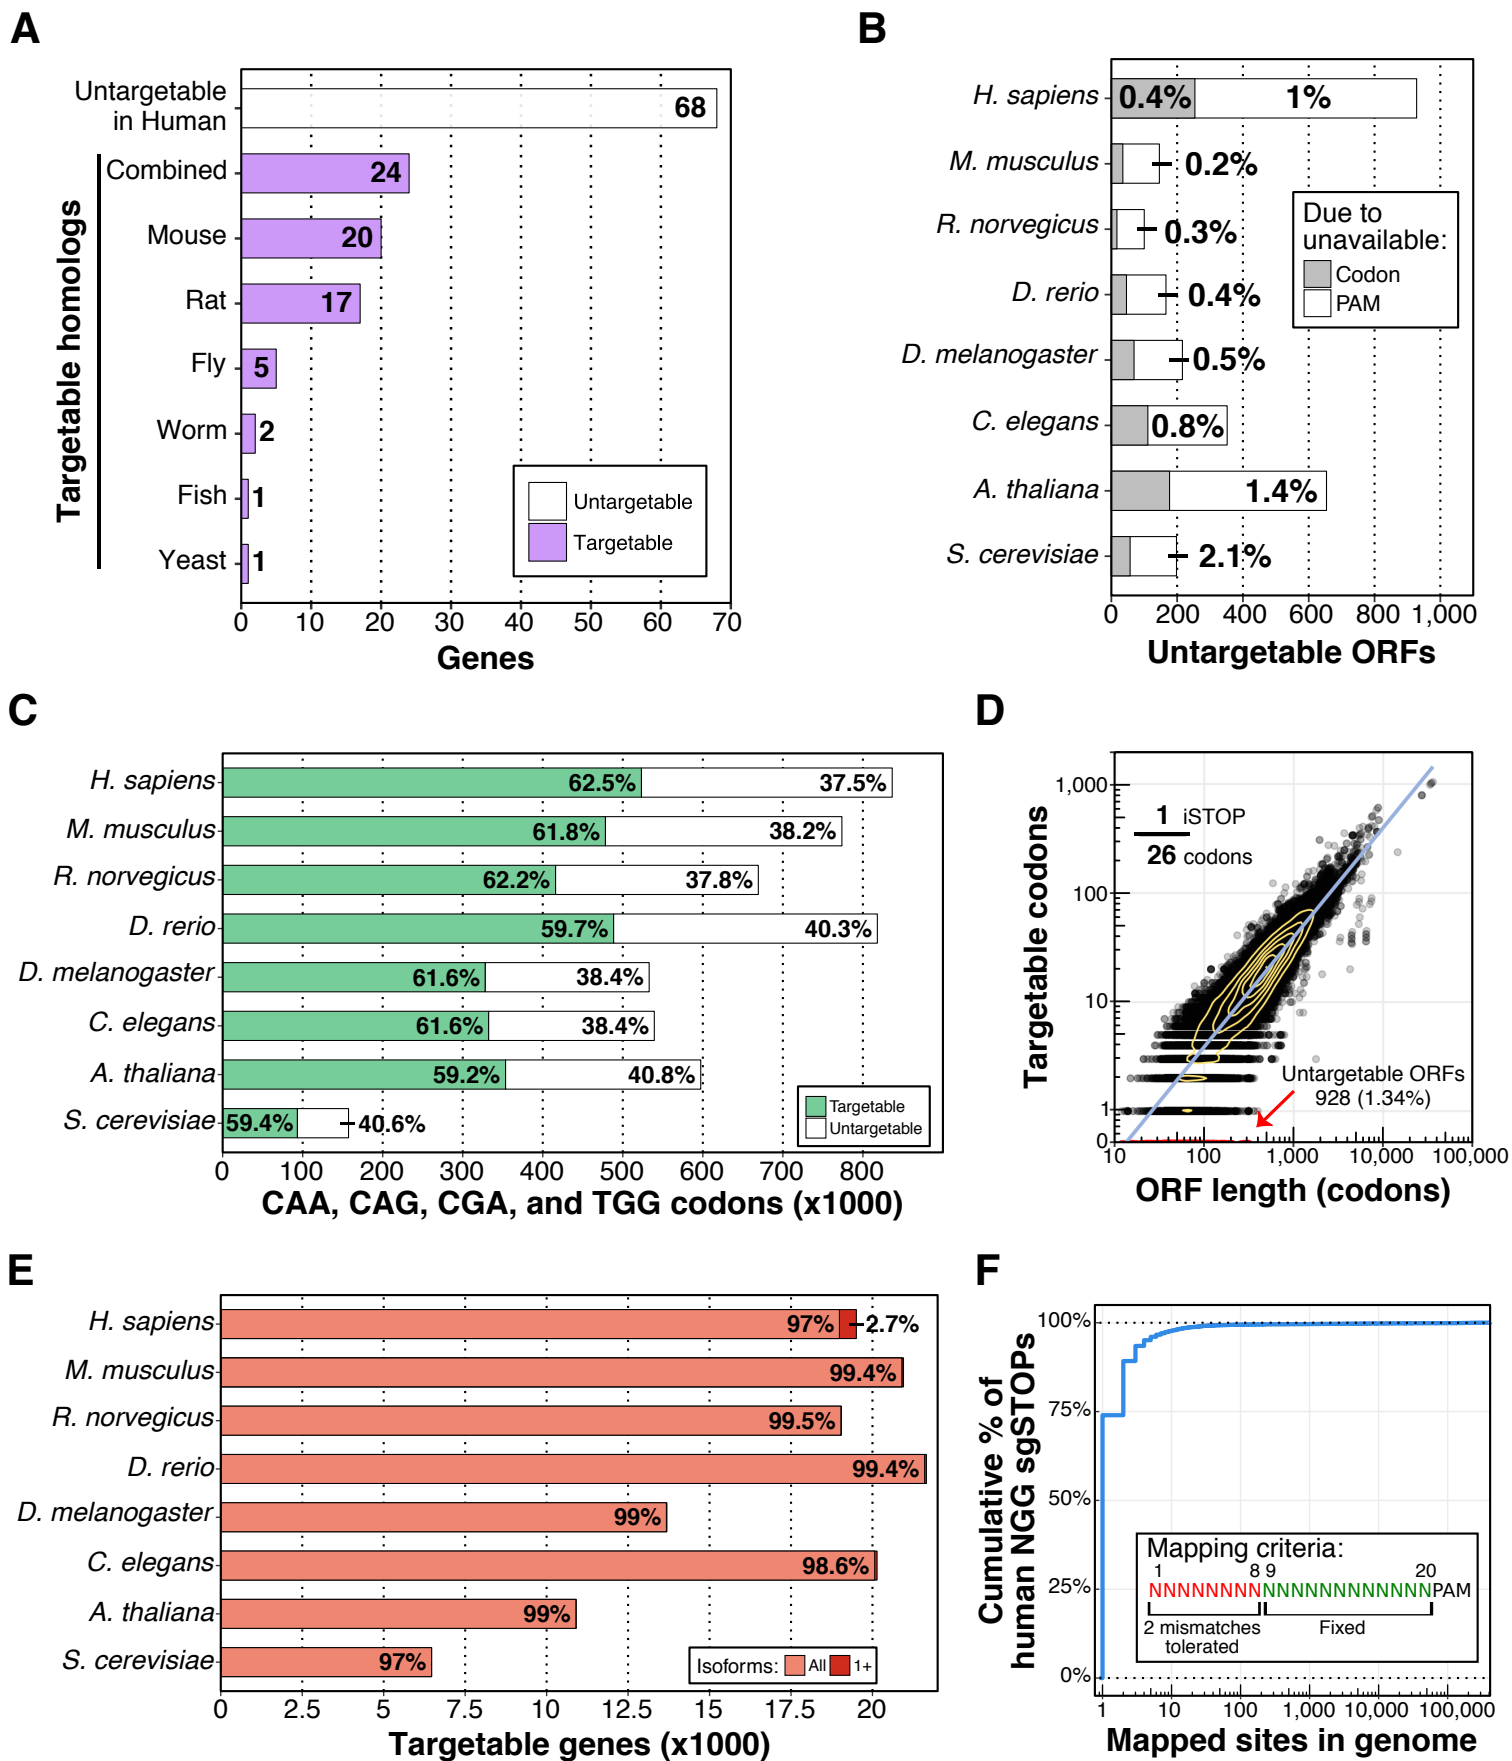 A
Untargetable
in Human
68
Targetable homologs
Combined
24
Mouse
20
Rat
17
Fly
5
Worm
2
Fish
1
Yeast
1
Untargetable
Targetable
0 10 20 30 40 50 60 70
Genes
B
H. sapiens
0.4% 1%
M. musculus
0.2%
R. norvegicus
0.3%
D. rerio
0.4%
D. melanogaster
0.5%
C. elegans
0.8%
A. thaliana
1.4%
S. cerevisiae
2.1%
Due to
unavailable:
Codon
PAM
0 200 400 600 800 1,000
Untargetable ORFs
C
H. sapiens
62.5% 37.5%
M. musculus
61.8% 38.2%
R. norvegicus
62.2% 37.8%
D. rerio
59.7% 40.3%
D. melanogaster
61.6% 38.4%
C. elegans
61.6% 38.4%
A. thaliana
59.2% 40.8%
S. cerevisiae
59.4% 40.6%
Targetable
Untargetable
0 100 200 300 400 500 600 700 800
CAA, CAG, CGA, and TGG codons (x1000)
D
Targetable codons
1,000
100
10
1
0
1 iSTOP
26 codons
Untargetable ORFs
928 (1.34%)
10 100 1,000 10,000 100,000
ORF length (codons)
E
H. sapiens
97% 2.7%
M. musculus
99.4%
R. norvegicus
99.5%
D. rerio
99.4%
D. melanogaster
99%
C. elegans
98.6%
A. thaliana
99%
S. cerevisiae
97%
Isoforms: All 1+
0 2.5 5 7.5 10 12.5 15 17.5 20
Targetable genes (x1000)
F
Cumulative % of
human NGG sgSTOPs
100%
75%
50%
25%
0%
Mapping criteria:
1 8 9 20
NNNNNNNNNNNNNNNNNNNNPAM
2 mismatches
tolerated
Fixed
1 10 100 1,000 10,000 100,000
Mapped sites in genome